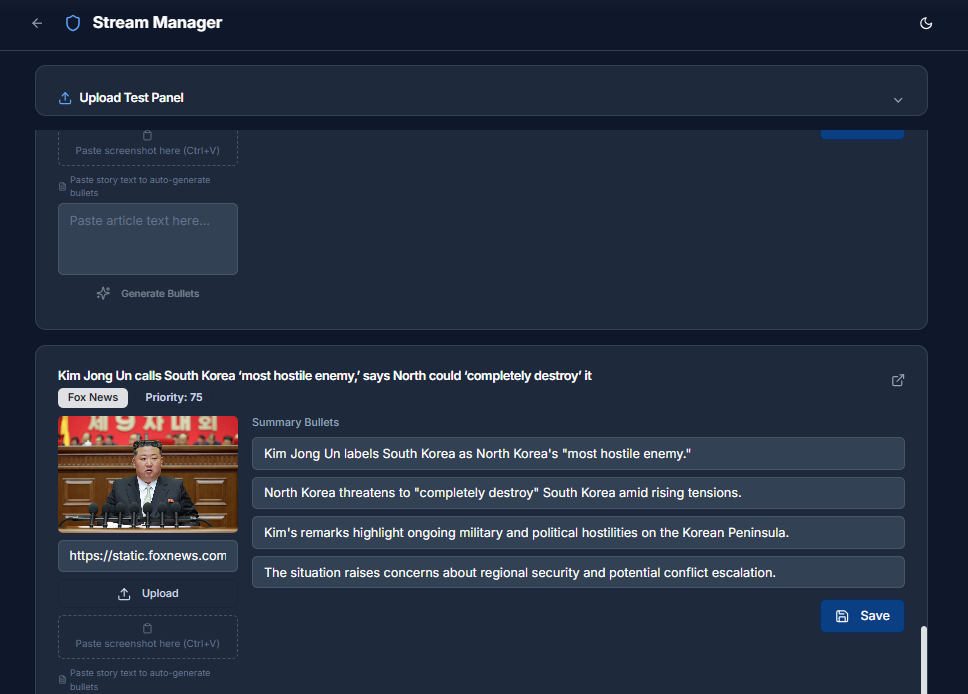 Stream Manager
Upload Test Panel
Paste screenshot here (Ctrl+V)
Paste story text to auto-generate
bullets
Paste article text here...
Generate Bullets
Kim Jong Un calls South Korea ‘most hostile enemy,’ says North could ‘completely destroy’ it
Fox News Priority: 75
제9차대회
Summary Bullets
Kim Jong Un labels South Korea as North Korea's "most hostile enemy."
North Korea threatens to "completely destroy" South Korea amid rising tensions.
Kim's remarks highlight ongoing military and political hostilities on the Korean Peninsula.
The situation raises concerns about regional security and potential conflict escalation.
https://static.foxnews.com
Upload
Save
Paste screenshot here (Ctrl+V)
Paste story text to auto-generate
bullets